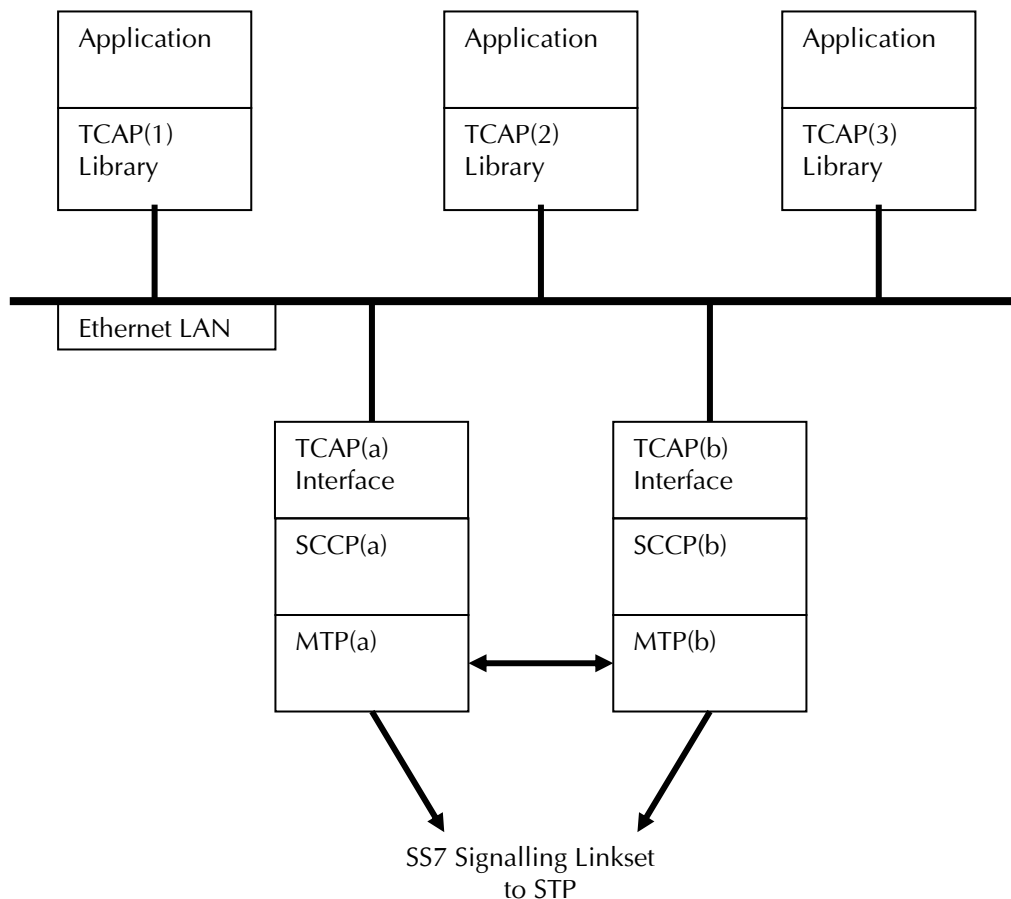 Application
TCAP(1)
Library
Application
TCAP(2)
Library
Application
TCAP(3)
Library
Ethernet LAN
TCAP(a)
Interface
SCCP(a)
MTP(a)
TCAP(b)
Interface
SCCP(b)
MTP(b)
SS7 Signalling Linkset
to STP